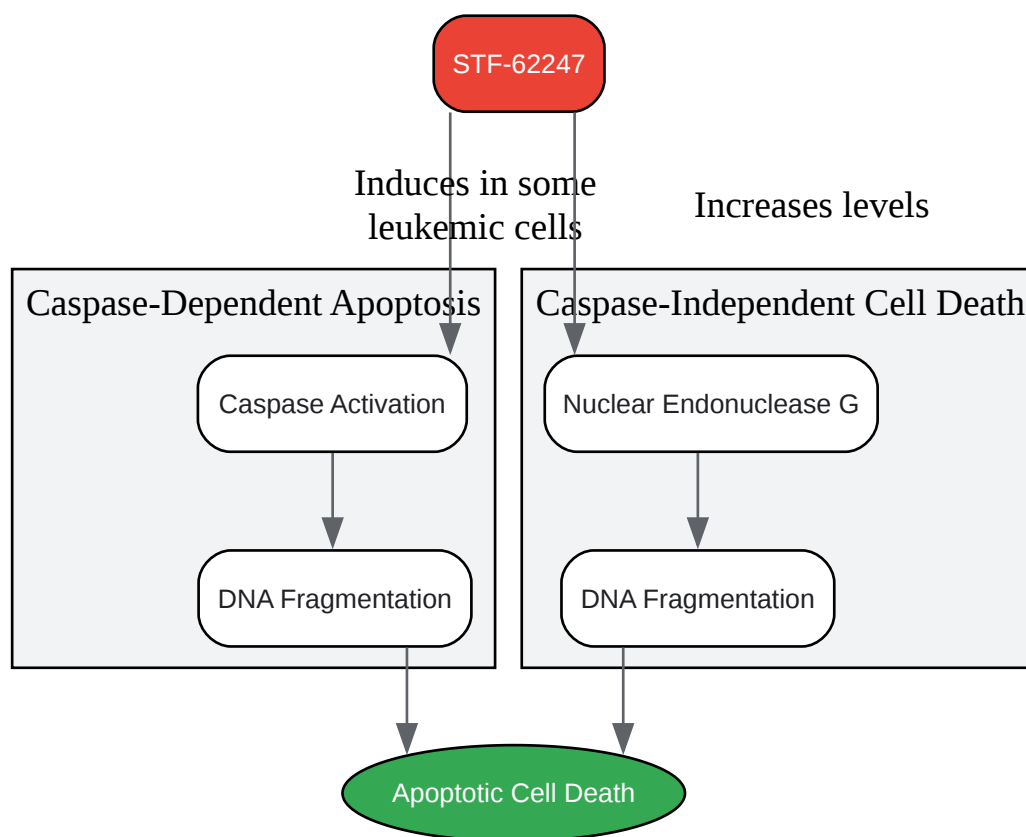 STF-62247
Induces in some
leukemic cells
Increases levels
Caspase-Dependent Apoptosis
Caspase-Independent Cell Death
Caspase Activation
Nuclear Endonuclease G
DNA Fragmentation
DNA Fragmentation
Apoptotic Cell Death